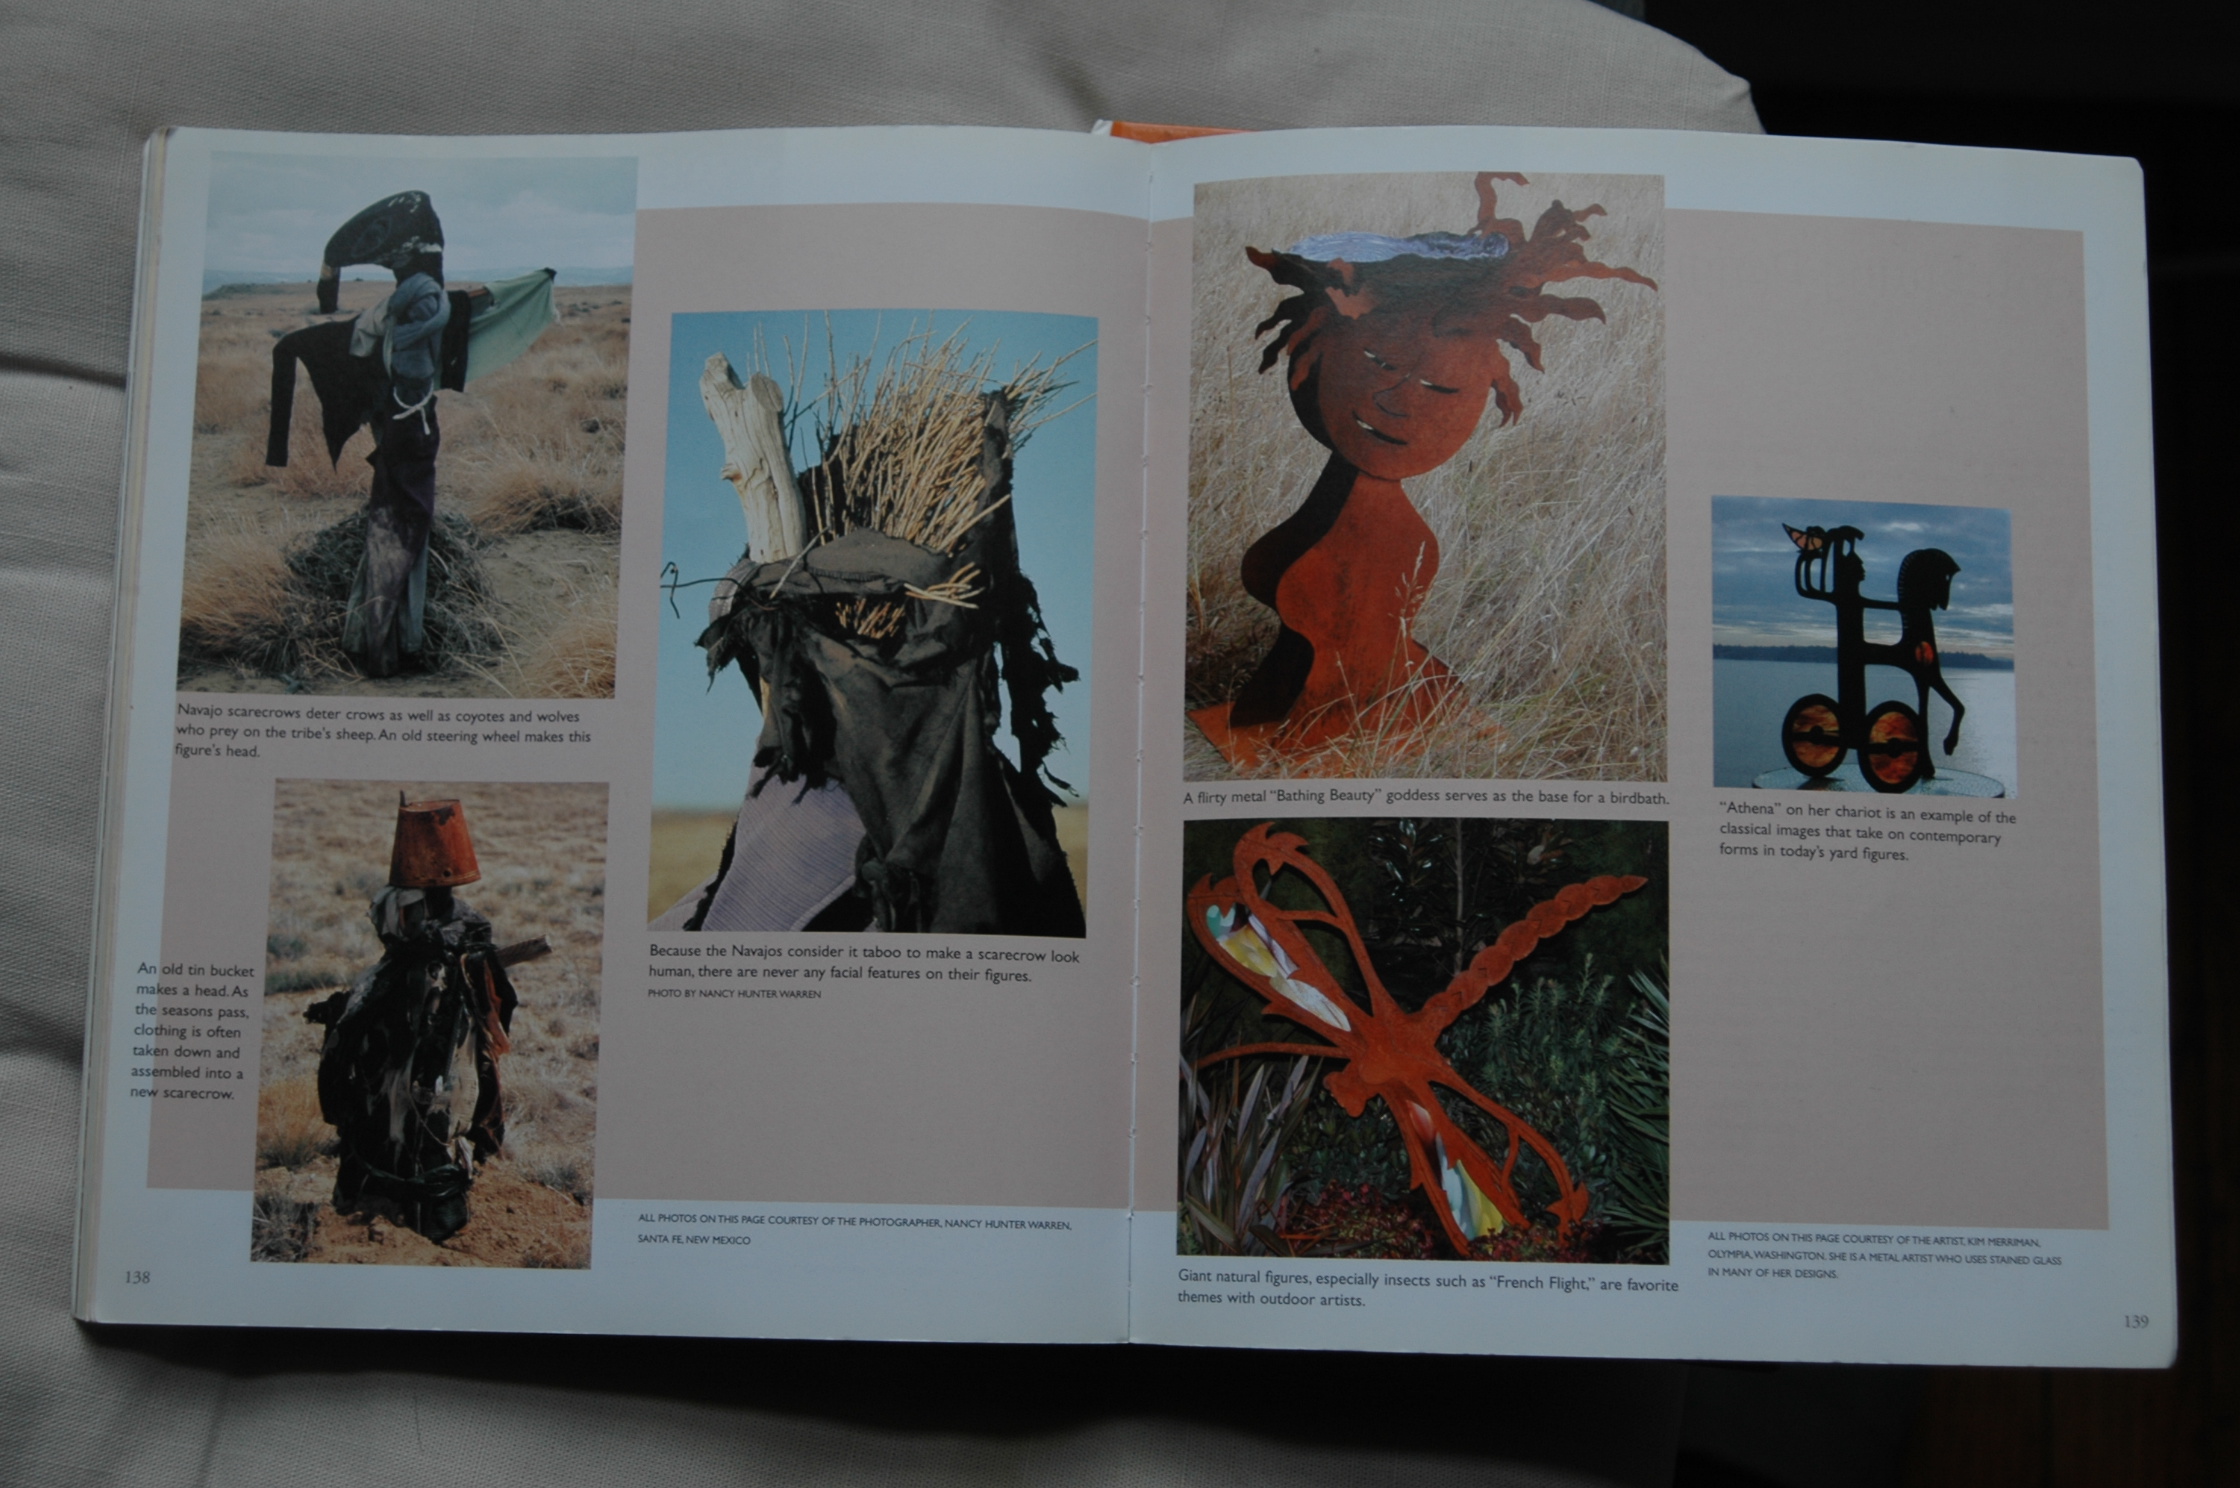 Navajo scarecrows deter crows as well as coyotes and wolves
who prey on the tribe's sheep. An old steering wheel makes this
figure's head.
An old tin bucket
makes a head. As
the seasons pass,
clothing is often
taken down and
assembled into a
new scarecrow.
Because the Navajos consider it taboo to make a scarecrow look
human, there are never any facial features on their figures.
PHOTO BY NANCY HUNTER WARREN
ALL PHOTOS ON THIS PAGE COURTESY OF THE PHOTOGRAPHER, NANCY HUNTER WARREN,
SANTA FE, NEW MEXICO
138
A flirty metal "Bathing Beauty" goddess serves as the base for a birdbath.
"Athena" on her chariot is an example of the
classical images that take on contemporary
forms in today's yard figures.
Giant natural figures, especially insects such as "French Flight," are favorite
themes with outdoor artists.
ALL PHOTOS ON THIS PAGE COURTESY OF THE ARTIST, KIM MERRIMAN,
OLYMPIA, WASHINGTON. SHE IS A METAL ARTIST WHO USES STAINED GLASS
IN MANY OF HER DESIGNS.
139